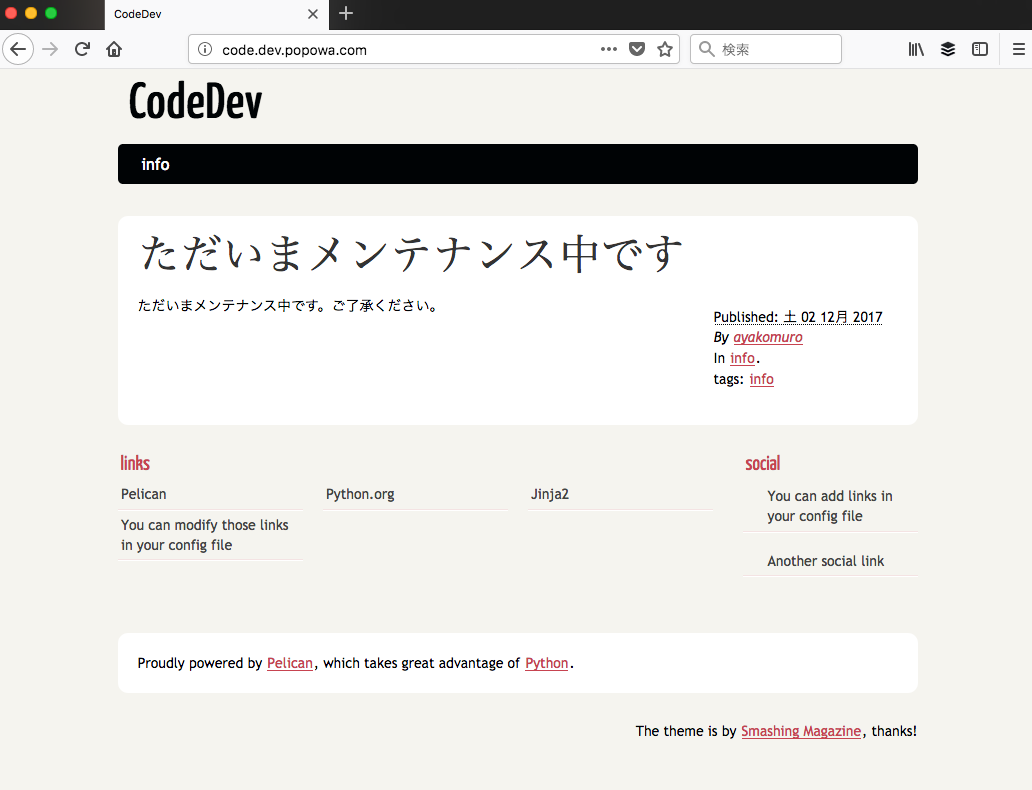 CodeDev
code.dev.popowa.com
検索
CodeDev
info
ただいまメンテナンス中です
ただいまメンテナンス中です。ご了承ください。
Published: 土 02 12月 2017
By ayakomuro
In info.
tags: info
links
Pelican
Python.org
Jinja2
You can modify those links
in your config file
social
You can add links in
your config file
Another social link
Proudly powered by Pelican, which takes great advantage of Python.
The theme is by Smashing Magazine, thanks!